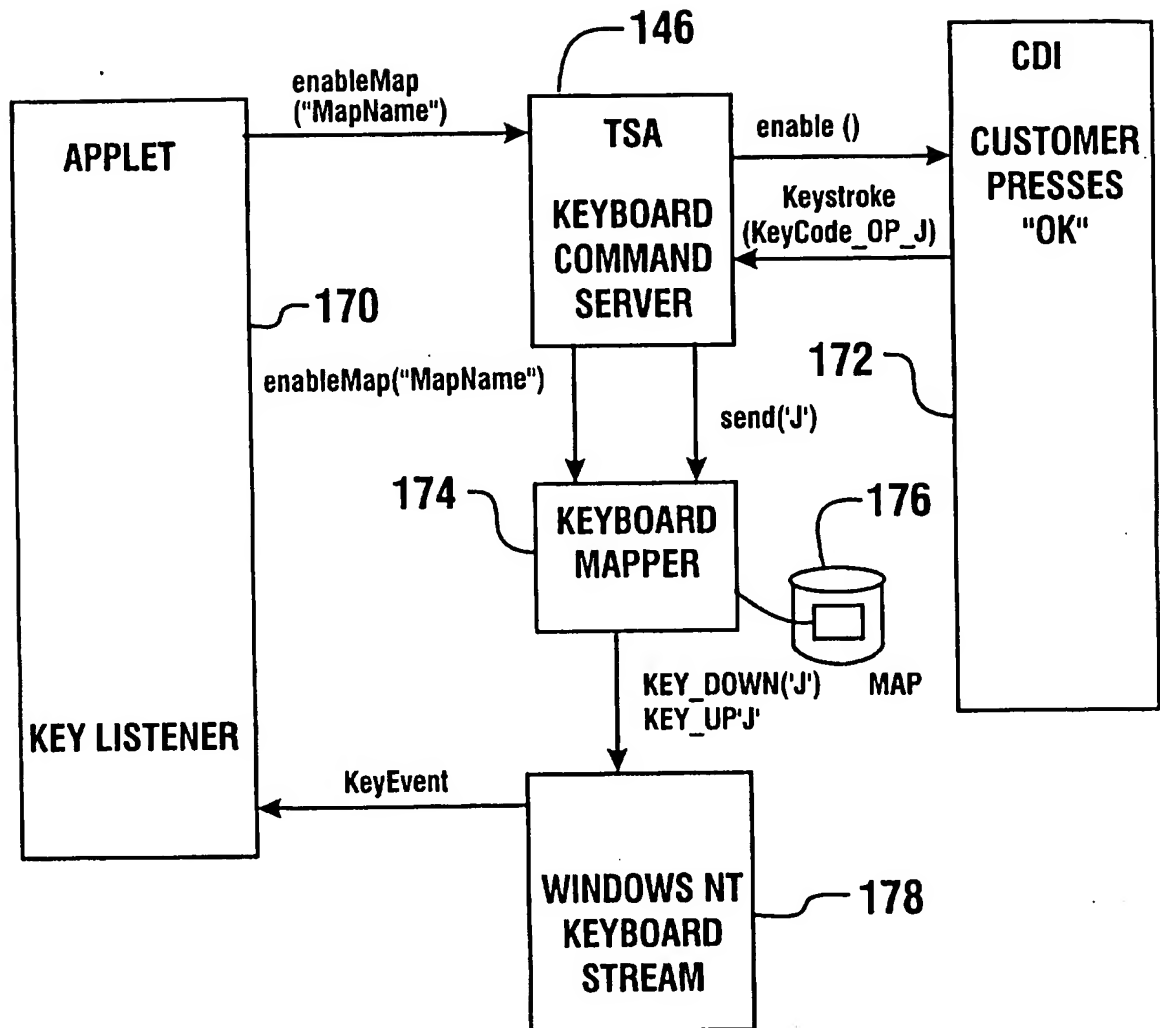 146
CDI
enableMap
("MapName")
APPLET
TSA
enable ()
CUSTOMER
PRESSES
"OK"
KEYBOARD
COMMAND
SERVER
Keystroke
(KeyCode_OP_J)
170
172
enableMap("MapName")
send('J')
174
KEYBOARD
MAPPER
176
KEY_DOWN('J')
KEY_UP'J'
MAP
KEY LISTENER
KeyEvent
WINDOWS NT
KEYBOARD
STREAM
178